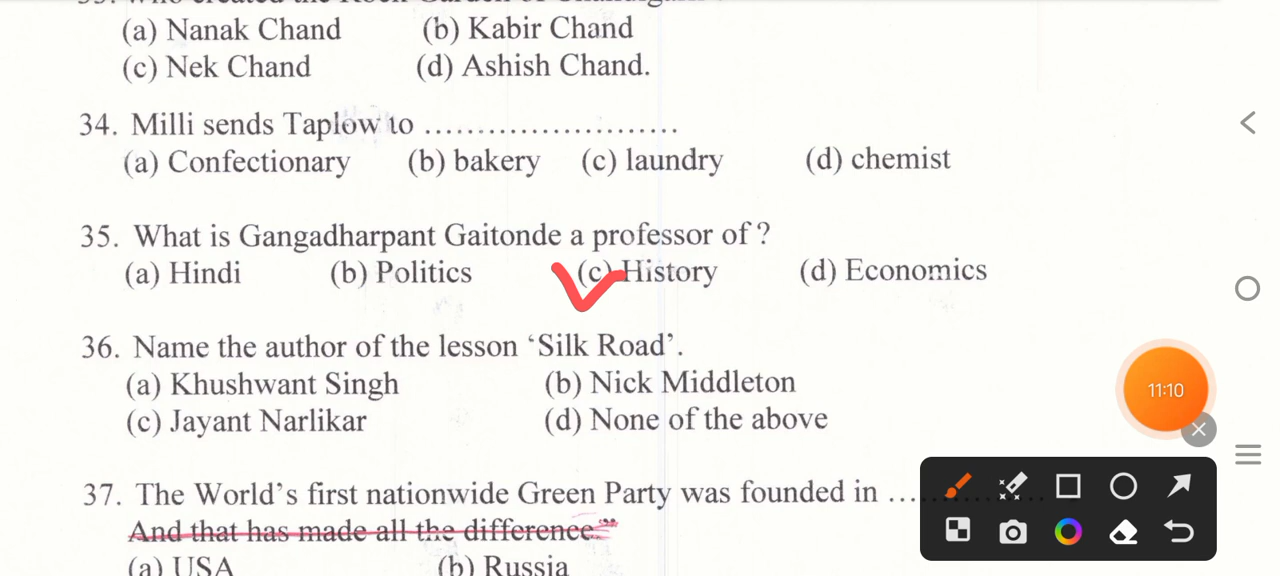 (a) Nanak Chand (b) Kabir Chand
(c) Nek Chand (d) Ashish Chand.
34. Milli sends Taplow to ........................
(a) Confectionary (b) bakery (c) laundry (d) chemist
35. What is Gangadharpant Gaitonde a professor of ?
(a) Hindi (b) Politics (c) History (d) Economics
36. Name the author of the lesson ‘Silk Road’.
(a) Khushwant Singh (b) Nick Middleton
(c) Jayant Narlikar (d) None of the above
11:10
37. The World’s first nationwide Green Party was founded in ...
And that has made all the difference.”
(a) USA (b) Russia